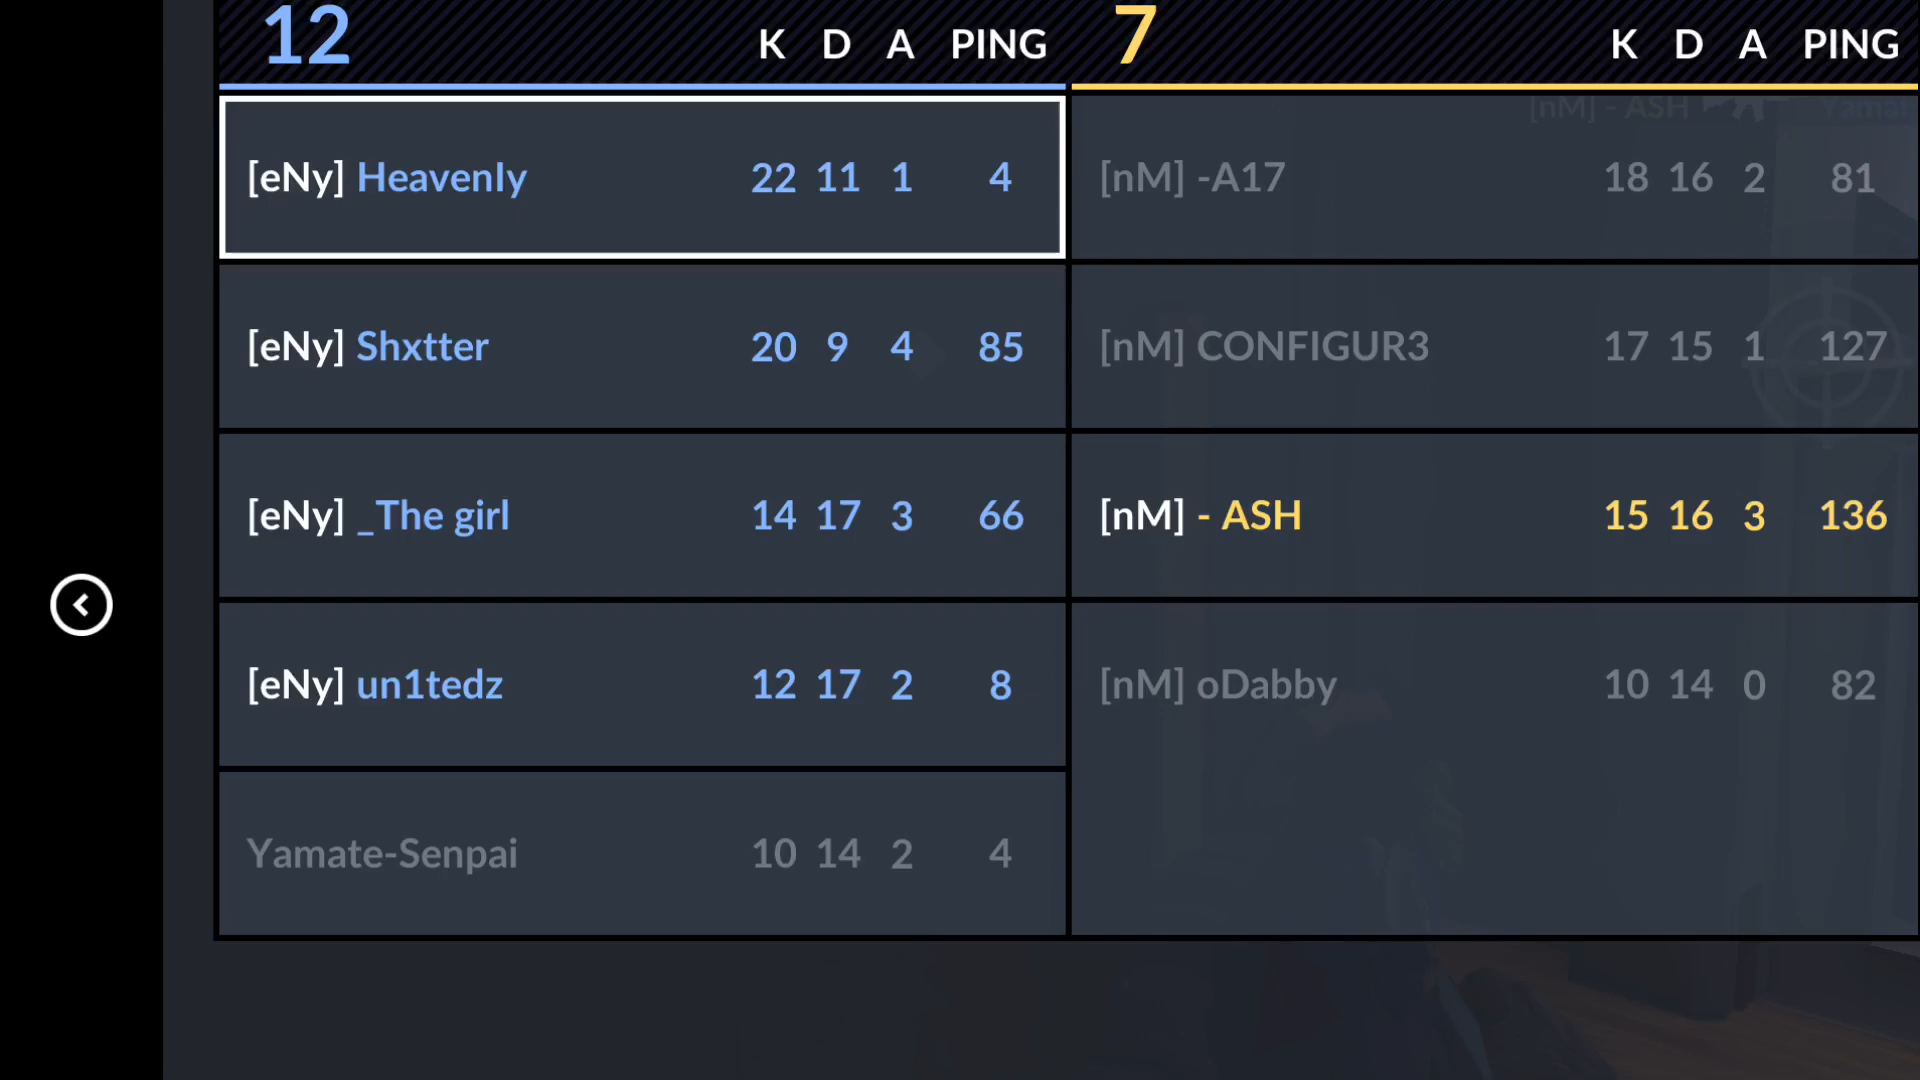 12 K D A PING
[eNy] Heavenly 22 11 1 4
[eNy] Shxtter 20 9 4 85
[eNy] _The girl 14 17 3 66
[eNy] un1tedz 12 17 2 8
Yamate-Senpai 10 14 2 4
7 K D A PING
[nM] - ASH Yamat
[nM] -A17 18 16 2 81
[nM] CONFIGUR3 17 15 1 127
[nM] - ASH 15 16 3 136
[nM] oDabby 10 14 0 82